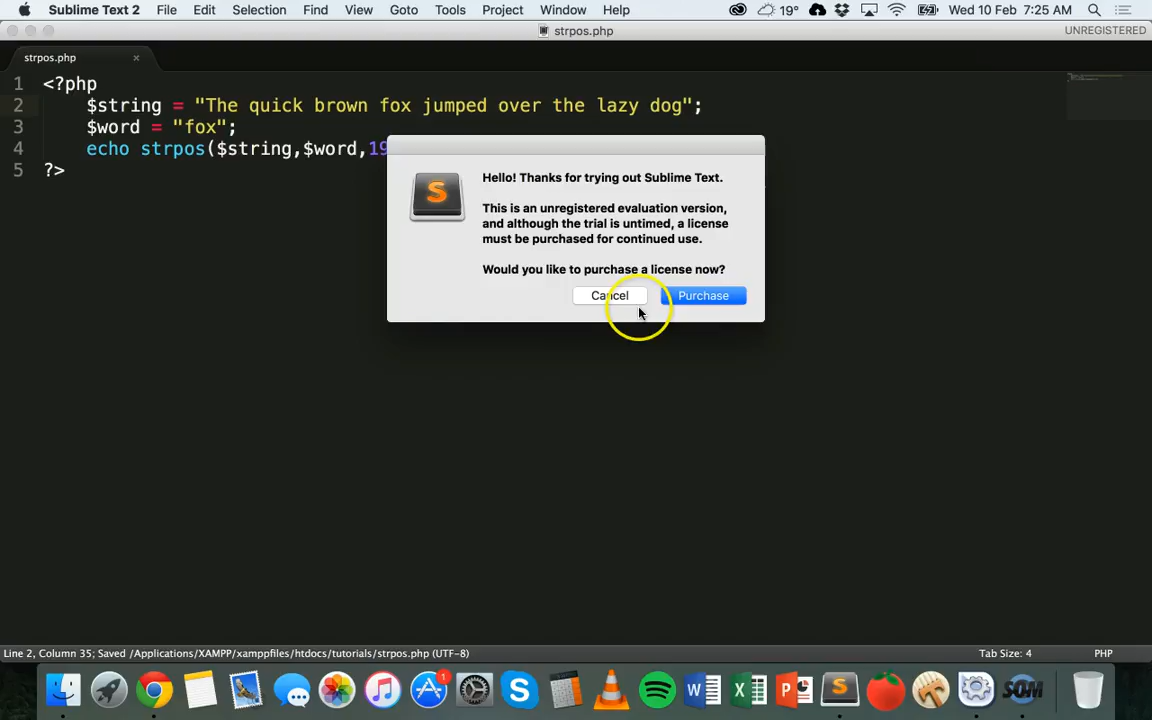 Sublime Text 2 File Edit Selection Find View Goto Tools Project Window Help 19° Wed 10 Feb 7:25 AM
strpos.php
UNREGISTERED
strpos.php
1 <?php
2 $string = "The quick brown fox jumped over the lazy dog";
3 $word = "fox";
4 echo strpos($string,$word,19
5 ?>
Hello! Thanks for trying out Sublime Text.
This is an unregistered evaluation version,
and although the trial is untimed, a license
must be purchased for continued use.
Would you like to purchase a license now?
Cancel Purchase
Line 2, Column 35; Saved /Applications/XAMPP/xamppfiles/htdocs/tutorials/strpos.php (UTF-8)
Tab Size: 4 PHP
1
SOM